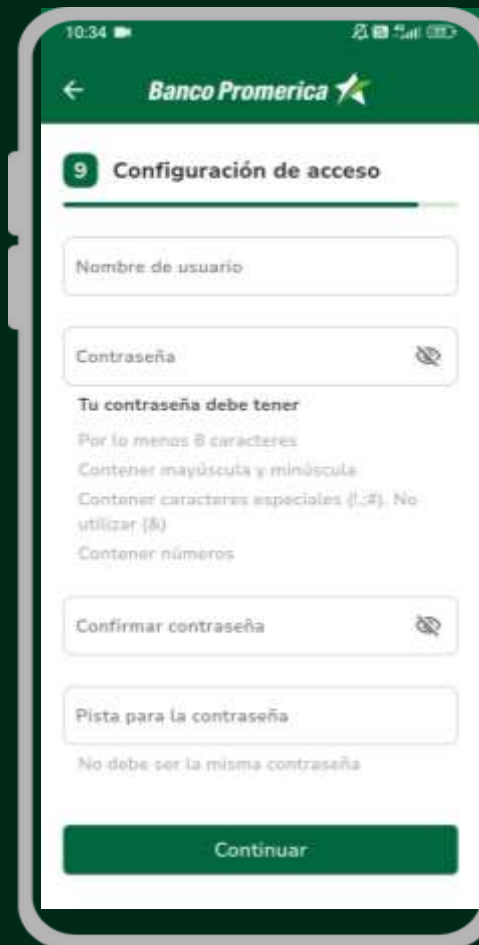 10:34
Banco Promerica
9 Configuración de acceso
Nombre de usuario
Contraseña
Tu contraseña debe tener
Por lo menos 8 caracteres
Contener mayúscula y minúscula
Contener caracteres especiales (!.;#). No
utilizar (&)
Contener números
Confirmar contraseña
Pista para la contraseña
No debe ser la misma contraseña
Continuar